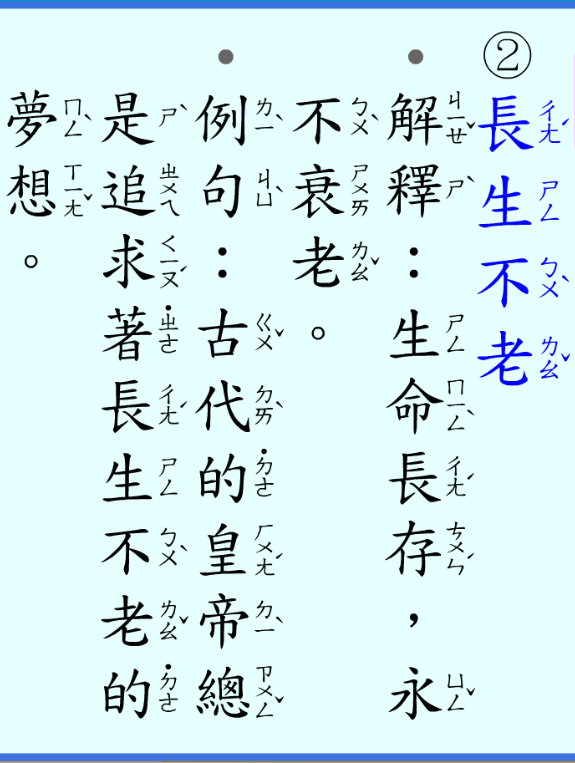 ②
長生不老
解釋：生命長存，永
不衰老。
例句：古代的皇帝總
是追求著長生不老的
夢想。